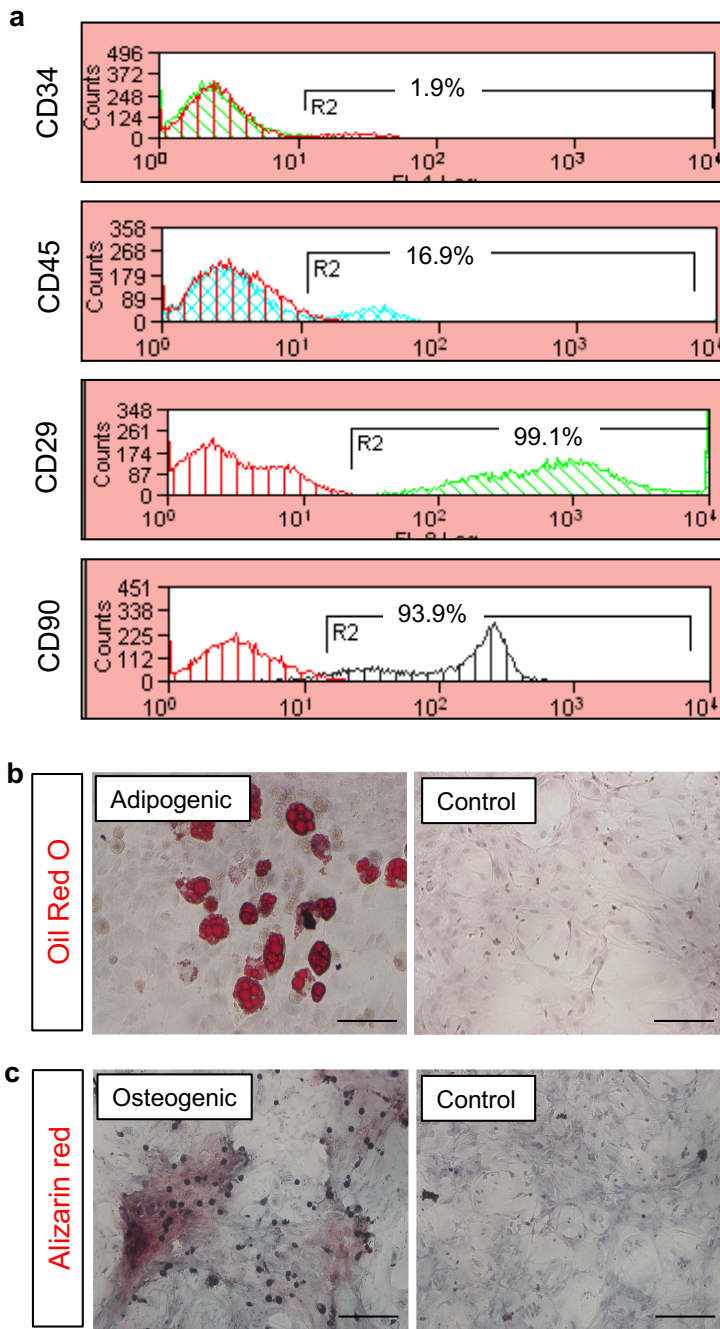 a
CD34
Counts
496
372
248
124
0
R2
1.9%
10⁰ 10¹ 10² 10³ 10⁴
CD45
Counts
358
268
179
89
0
R2
16.9%
10⁰ 10¹ 10² 10³ 10⁴
CD29
Counts
348
261
174
87
0
R2
99.1%
10⁰ 10¹ 10² 10³ 10⁴
CD90
Counts
451
338
225
112
0
R2
93.9%
10⁰ 10¹ 10² 10³ 10⁴
b
Oil Red O
Adipogenic
Control
c
Alizarin red
Osteogenic
Control